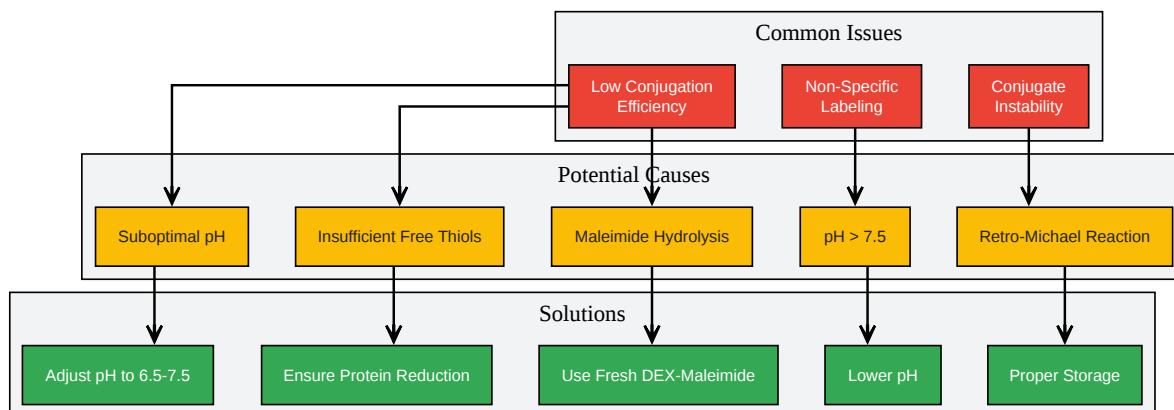 Common Issues
Low Conjugation
Efficiency
Non-Specific
Labeling
Conjugate
Instability
Potential Causes
Suboptimal pH
Insufficient Free Thiols
Maleimide Hydrolysis
pH > 7.5
Retro-Michael Reaction
Solutions
Adjust pH to 6.5-7.5
Ensure Protein Reduction
Use Fresh DEX-Maleimide
Lower pH
Proper Storage